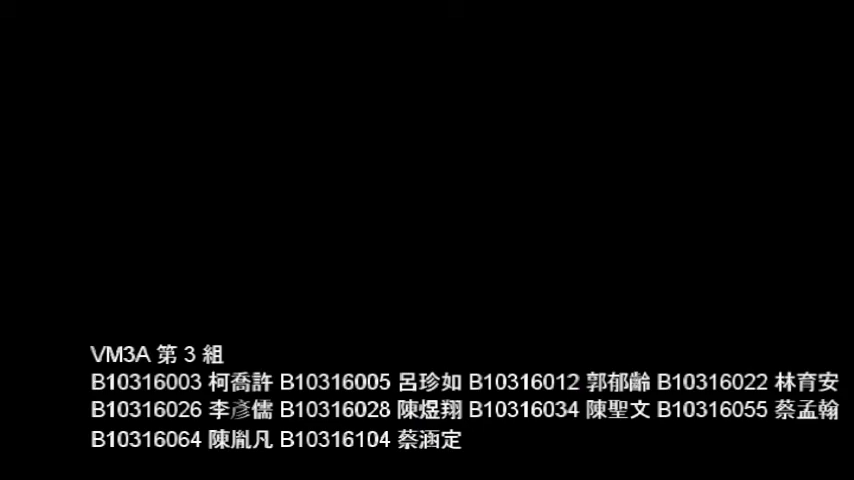 VM3A 第 3 組
B10316003 柯喬許 B10316005 呂珍如 B10316012 郭郁齡 B10316022 林育安
B10316026 李彥儒 B10316028 陳煜翔 B10316034 陳聖文 B10316055 蔡孟翰
B10316064 陳胤凡 B10316104 蔡涵定